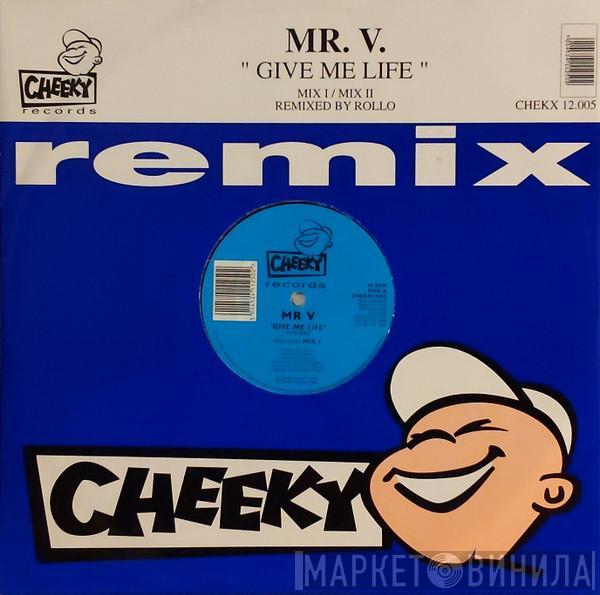 MR. V.
" GIVE ME LIFE "
MIX I / MIX II
REMIXED BY ROLLO
CHEKX 12.005
CHEEKY
records
remix
CHEEKY
records
MR V
"GIVE ME LIFE"
MIX 1
CHEEKY
МАРКЕТ ВИНИЛА